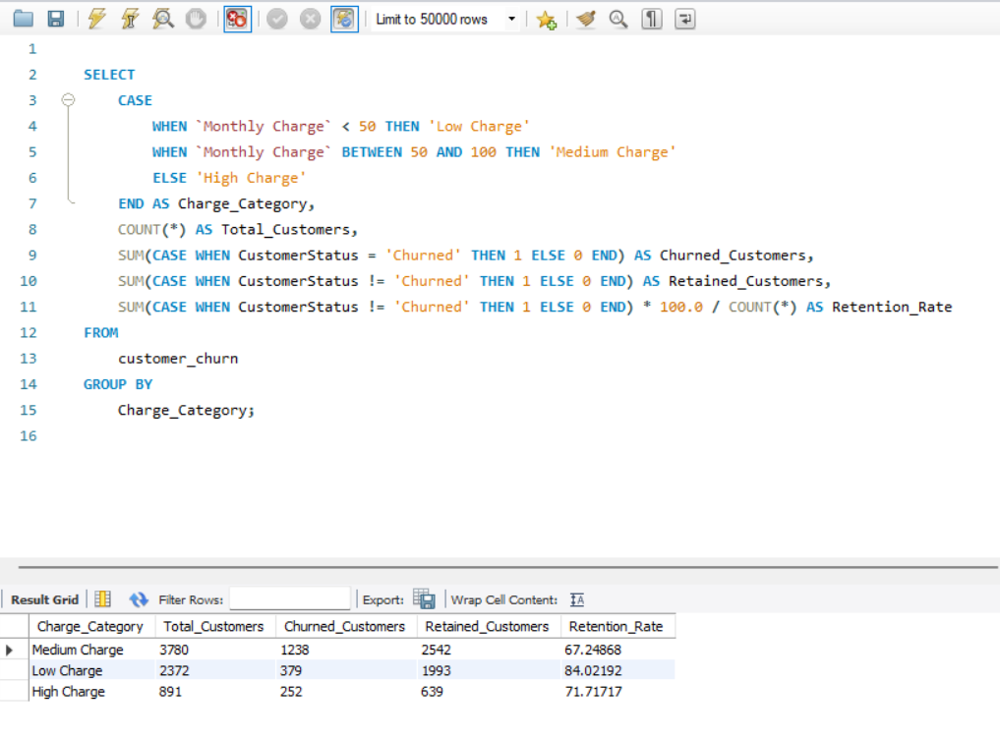 Limit to 50000 rows
1
2 SELECT
3 CASE
4 WHEN `Monthly Charge` < 50 THEN 'Low Charge'
5 WHEN `Monthly Charge` BETWEEN 50 AND 100 THEN 'Medium Charge'
6 ELSE 'High Charge'
7 END AS Charge_Category,
8 COUNT(*) AS Total_Customers,
9 SUM(CASE WHEN CustomerStatus = 'Churned' THEN 1 ELSE 0 END) AS Churned_Customers,
10 SUM(CASE WHEN CustomerStatus != 'Churned' THEN 1 ELSE 0 END) AS Retained_Customers,
11 SUM(CASE WHEN CustomerStatus != 'Churned' THEN 1 ELSE 0 END) * 100.0 / COUNT(*) AS Retention_Rate
12 FROM
13 customer_churn
14 GROUP BY
15 Charge_Category;
16
Result Grid Filter Rows: Export: Wrap Cell Content: IA
Charge_Category Total_Customers Churned_Customers Retained_Customers Retention_Rate
Medium Charge 3780 1238 2542 67.24868
Low Charge 2372 379 1993 84.02192
High Charge 891 252 639 71.71717